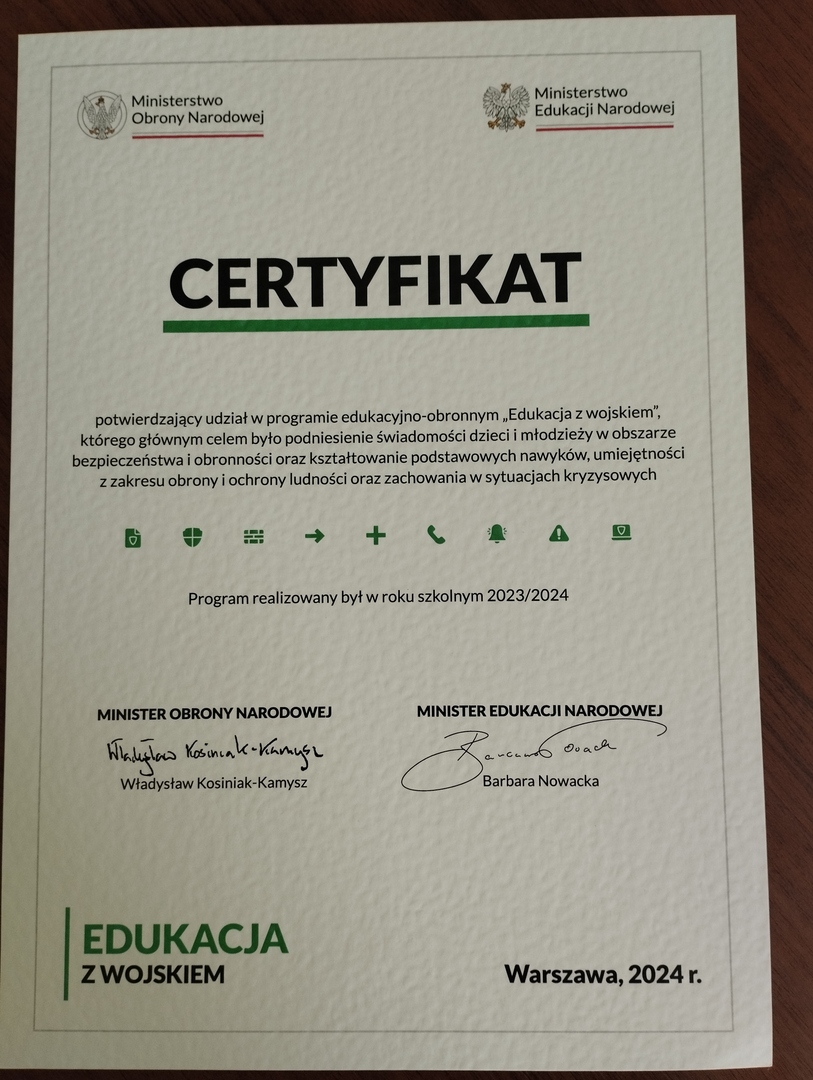 Ministerstwo
Obrony Narodowej
Ministerstwo
Edukacji Narodowej
CERTYFIKAT
potwierdzający udział w programie edukacyjno-obronnym „Edukacja z wojskiem”,
którego głównym celem było podniesienie świadomości dzieci i młodzieży w obszarze
bezpieczeństwa i obronności oraz kształtowanie podstawowych nawyków, umiejętności
z zakresu obrony i ochrony ludności oraz zachowania w sytuacjach kryzysowych
Program realizowany był w roku szkolnym 2023/2024
MINISTER OBRONY NARODOWEJ
Władysław Kosiniak-Kamysz
Władysław Kosiniak-Kamysz
MINISTER EDUKACJI NARODOWEJ
Barbara Nowacka
EDUKACJA
Z WOJSKIEM
Warszawa, 2024 r.